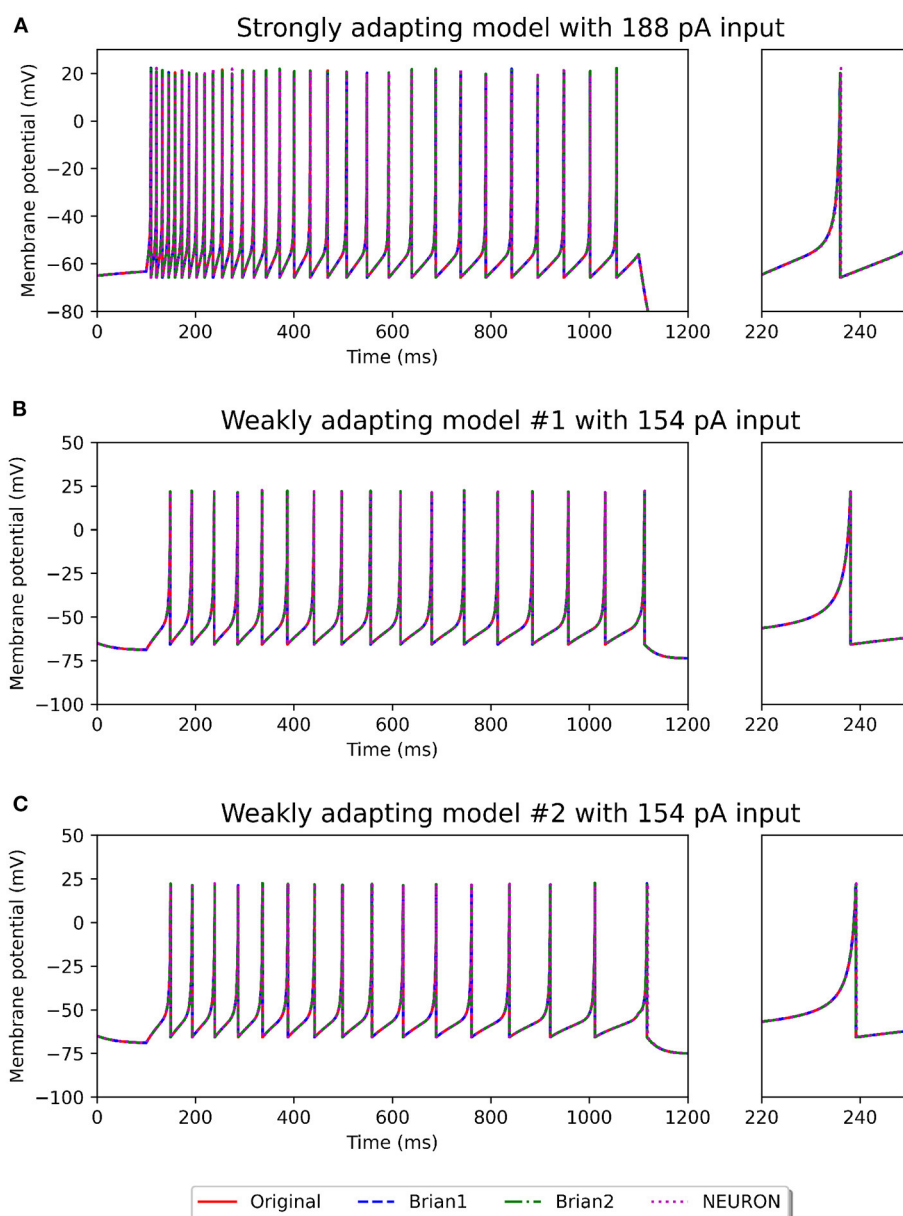 A
Strongly adapting model with 188 pA input
Membrane potential (mV)
20
0
−20
−40
−60
−80
0 200 400 600 800 1000 1200
220 240
Time (ms)
B
Weakly adapting model #1 with 154 pA input
Membrane potential (mV)
50
25
0
−25
−50
−75
−100
0 200 400 600 800 1000 1200
220 240
Time (ms)
C
Weakly adapting model #2 with 154 pA input
Membrane potential (mV)
50
25
0
−25
−50
−75
−100
0 200 400 600 800 1000 1200
220 240
Time (ms)
Original Brian1 Brian2 NEURON